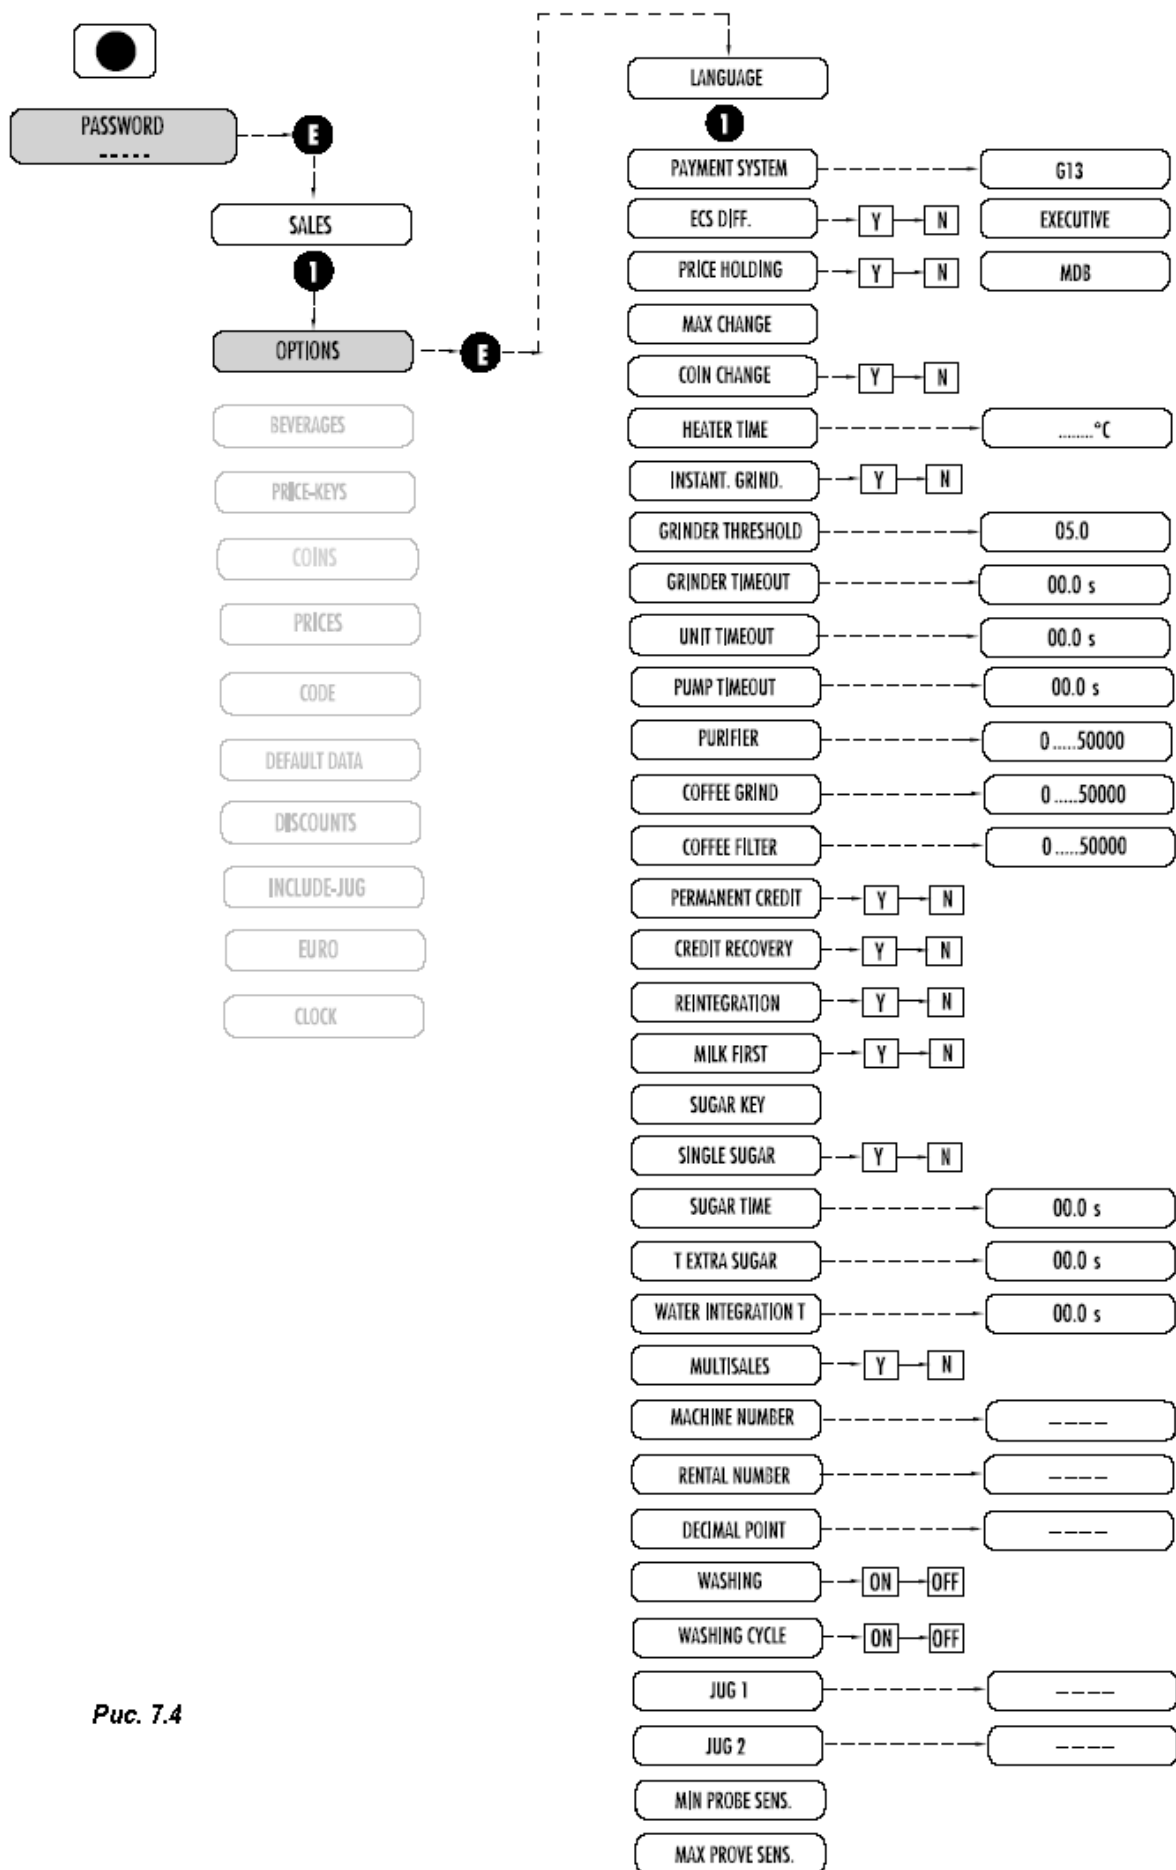 PASSWORD
-----
E
SALES
1
OPTIONS
E
BEVERAGES
PRICE-KEYS
COINS
PRICES
CODE
DEFAULT DATA
DISCOUNTS
INCLUDE-JUG
EURO
CLOCK
LANGUAGE
1
PAYMENT SYSTEM G13
ECS DIFF. Y N EXECUTIVE
PRICE HOLDING Y N MDB
MAX CHANGE
COIN CHANGE Y N
HEATER TIME ........°C
INSTANT. GRIND. Y N
GRINDER THRESHOLD 05.0
GRINDER TIMEOUT 00.0 s
UNIT TIMEOUT 00.0 s
PUMP TIMEOUT 00.0 s
PURIFIER 0 .....50000
COFFEE GRIND 0 .....50000
COFFEE FILTER 0 .....50000
PERMANENT CREDIT Y N
CREDIT RECOVERY Y N
REINTEGRATION Y N
MILK FIRST Y N
SUGAR KEY
SINGLE SUGAR Y N
SUGAR TIME 00.0 s
T EXTRA SUGAR 00.0 s
WATER INTEGRATION T 00.0 s
MULTISALES Y N
MACHINE NUMBER ----
RENTAL NUMBER ----
DECIMAL POINT ----
WASHING ON OFF
WASHING CYCLE ON OFF
JUG 1 ----
JUG 2 ----
MIN PROBE SENS.
MAX PROVE SENS.
Рис. 7.4